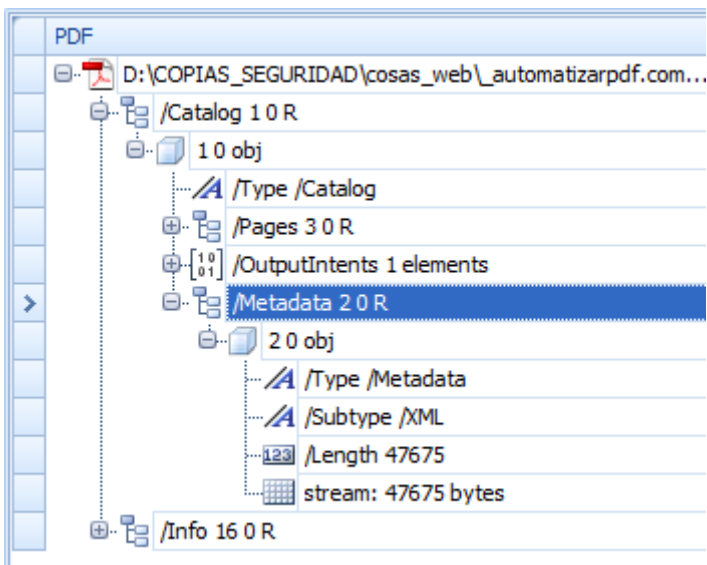 PDF
D:\COPIAS_SEGURIDAD\cosas_web\_automatizarpdf.com...
/Catalog 1 0 R
1 0 obj
/Type /Catalog
/Pages 3 0 R
/OutputIntents 1 elements
/Metadata 2 0 R
2 0 obj
/Type /Metadata
/Subtype /XML
/Length 47675
stream: 47675 bytes
/Info 16 0 R